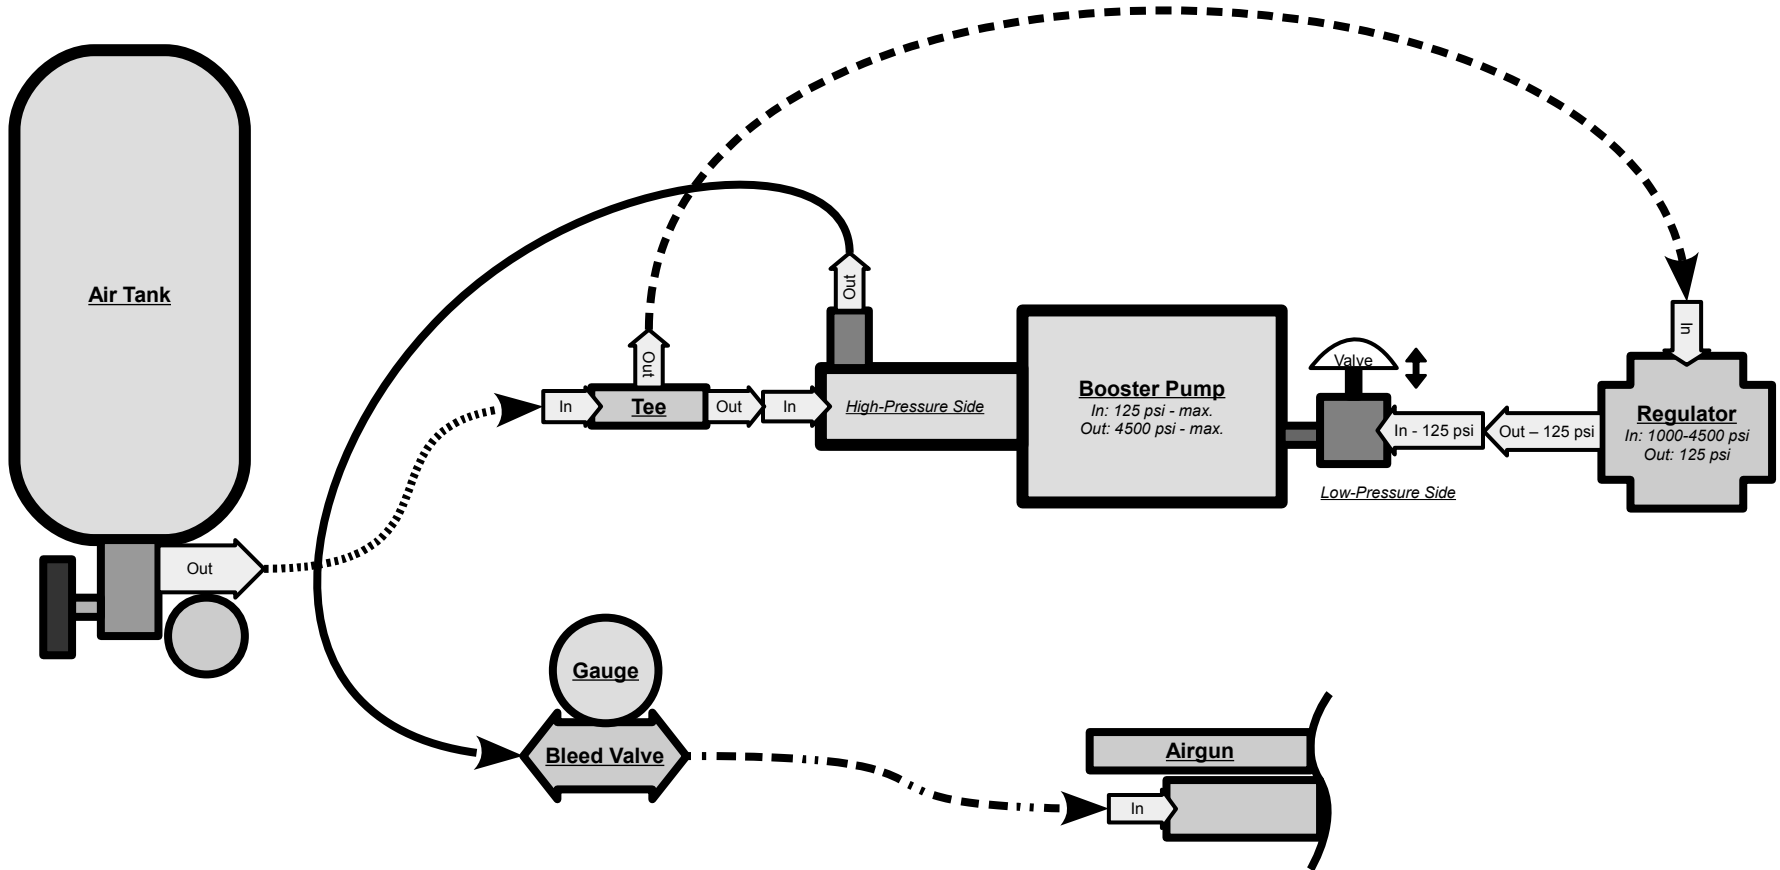 Air Tank
Out
In
Tee
Out
Out
In
Out
High-Pressure Side
Booster Pump
In: 125 psi - max.
Out: 4500 psi - max.
Valve
In - 125 psi
Out – 125 psi
Low-Pressure Side
In
Regulator
In: 1000-4500 psi
Out: 125 psi
Gauge
Bleed Valve
Airgun
In